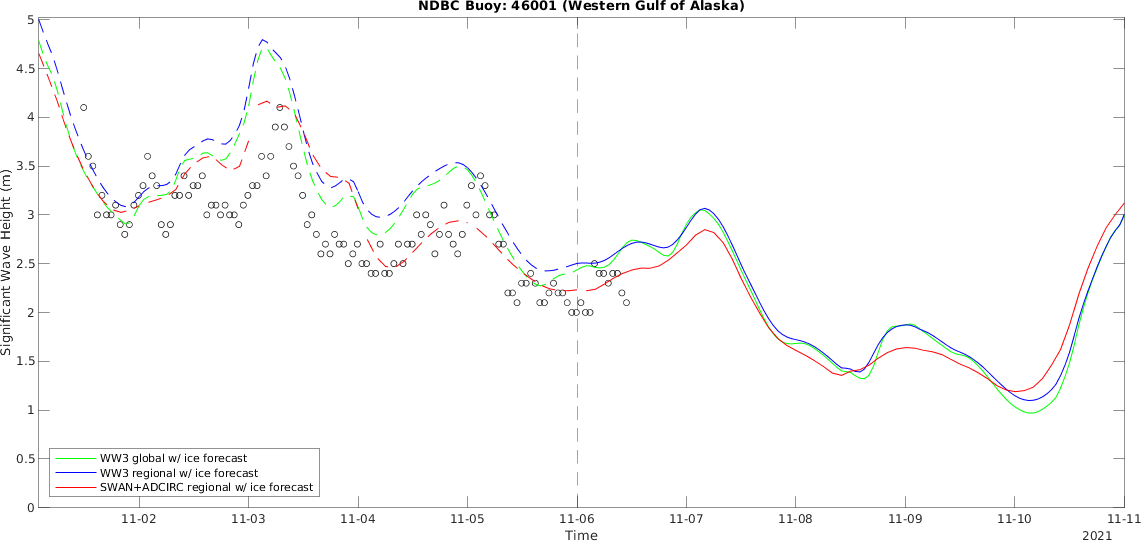 NDBC Buoy: 46001 (Western Gulf of Alaska)
5
4.5
4
3.5
3
2.5
2
1.5
1
0.5
0
Significant Wave Height (m)
WW3 global w/ ice forecast
WW3 regional w/ ice forecast
SWAN+ADCIRC regional w/ ice forecast
11-02 11-03 11-04 11-05 11-06 11-07 11-08 11-09 11-10 11-11
Time
2021